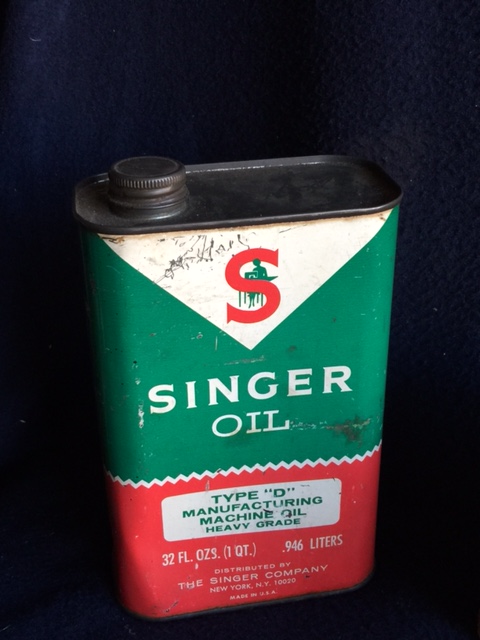 S
SINGER
OIL
TYPE "D"
MANUFACTURING
MACHINE OIL
HEAVY GRADE
32 FL. OZS. (1 QT.) .946 LITERS
DISTRIBUTED BY
THE SINGER COMPANY
NEW YORK, N.Y. 10020
MADE IN U.S.A.